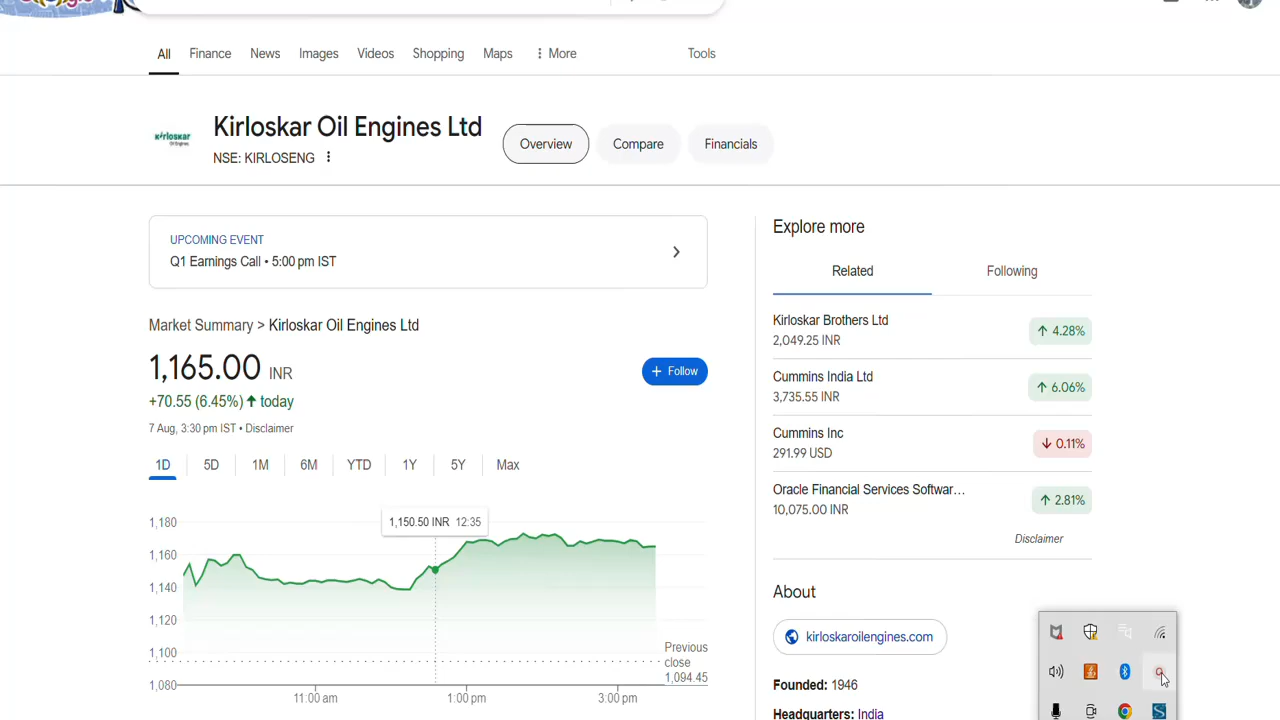 All
Finance
News
Images
Videos
Shopping
Maps
More
Tools
kirloskar
Oil Engines
Kirloskar Oil Engines Ltd
NSE: KIRLOSENG
Overview
Compare
Financials
UPCOMING EVENT
Q1 Earnings Call • 5:00 pm IST
Market Summary > Kirloskar Oil Engines Ltd
1,165.00 INR
+ Follow
+70.55 (6.45%) ↑ today
7 Aug, 3:30 pm IST • Disclaimer
1D
5D
1M
6M
YTD
1Y
5Y
Max
1,150.50 INR 12:35
1,180
1,160
1,140
1,120
1,100
1,080
Previous
close
1,094.45
11:00 am
1:00 pm
3:00 pm
Explore more
Related
Following
Kirloskar Brothers Ltd
2,049.25 INR
↑ 4.28%
Cummins India Ltd
3,735.55 INR
↑ 6.06%
Cummins Inc
291.99 USD
↓ 0.11%
Oracle Financial Services Softwar…
10,075.00 INR
↑ 2.81%
Disclaimer
About
kirloskaroilengines.com
Founded: 1946
Headquarters: India